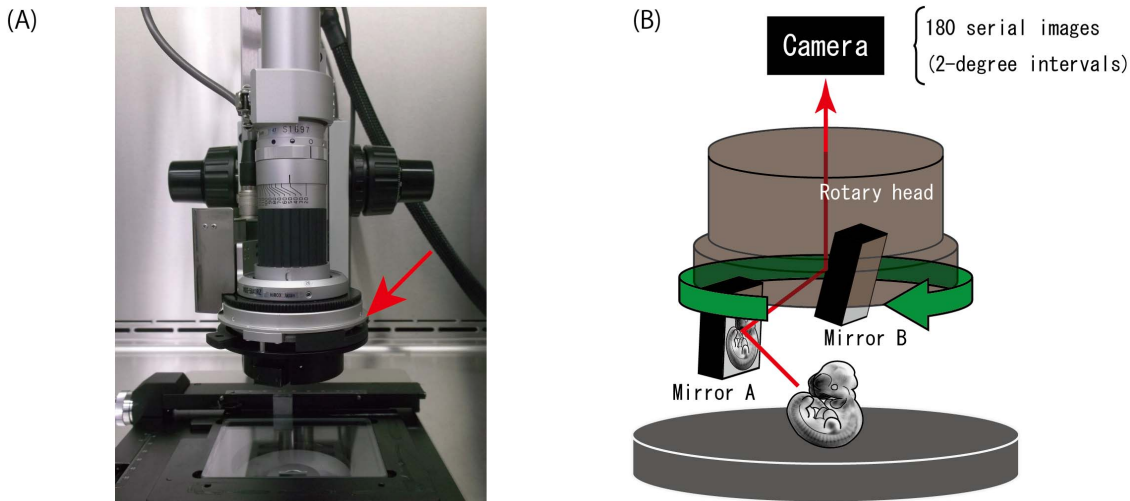 (A)
(B)
Camera
180 serial images
(2-degree intervals)
Rotary head
Mirror B
Mirror A